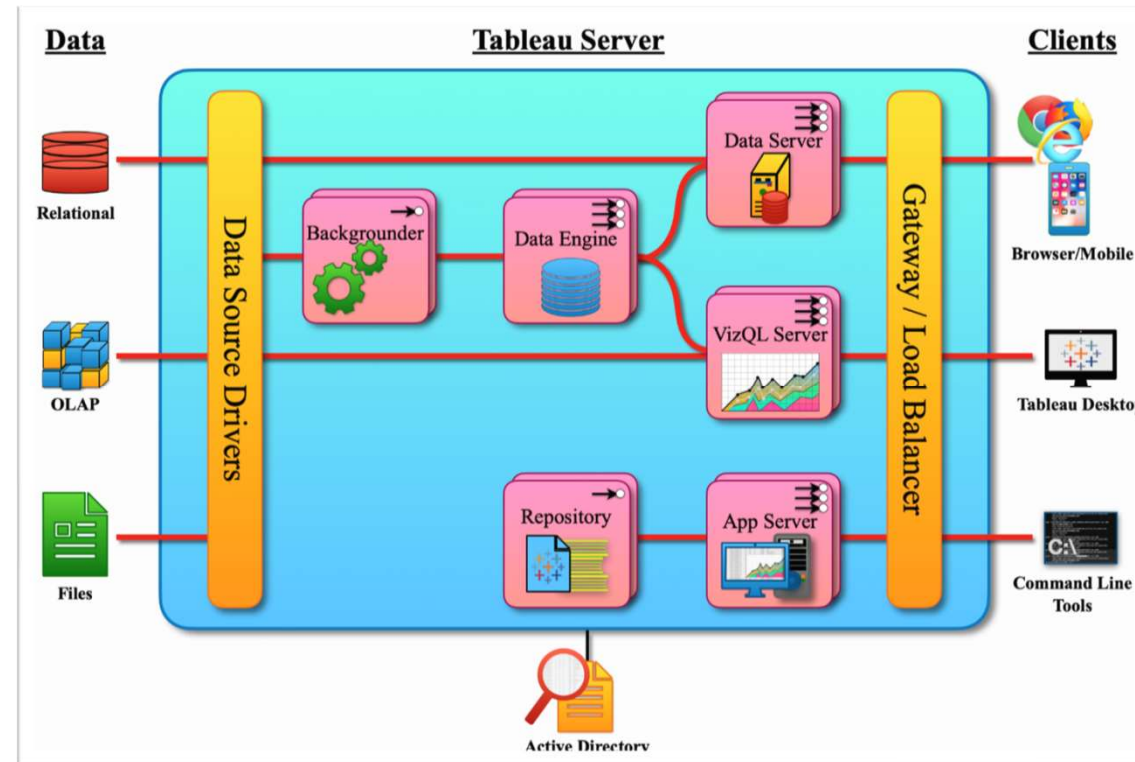 Data
Tableau Server
Clients
Relational
OLAP
Files
Data Source Drivers
Backgrounder
Data Engine
Data Server
VizQL Server
Repository
App Server
Gateway / Load Balancer
Browser/Mobile
Tableau Deskto
C:\
Command Line
Tools
Active Directory